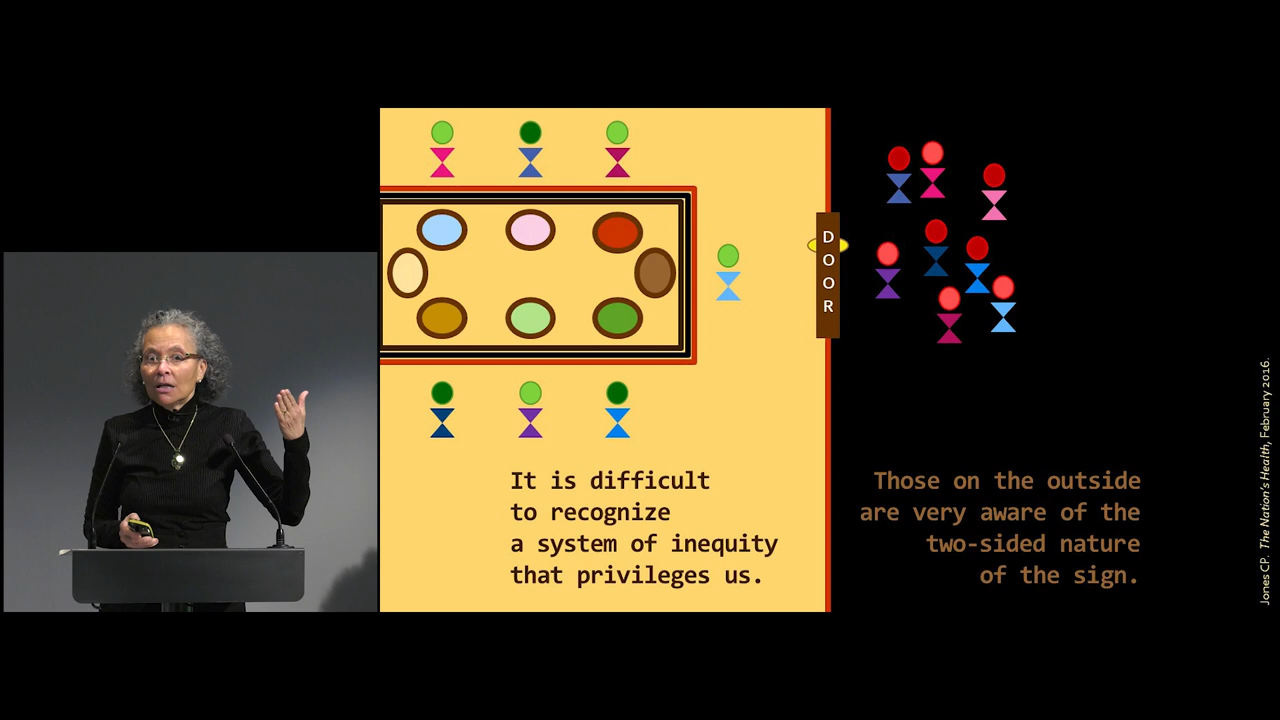 DOOR
It is difficult
to recognize
a system of inequity
that privileges us.
Those on the outside
are very aware of the
two-sided nature
of the sign.
Jones CP. The Nation's Health, February 2016.